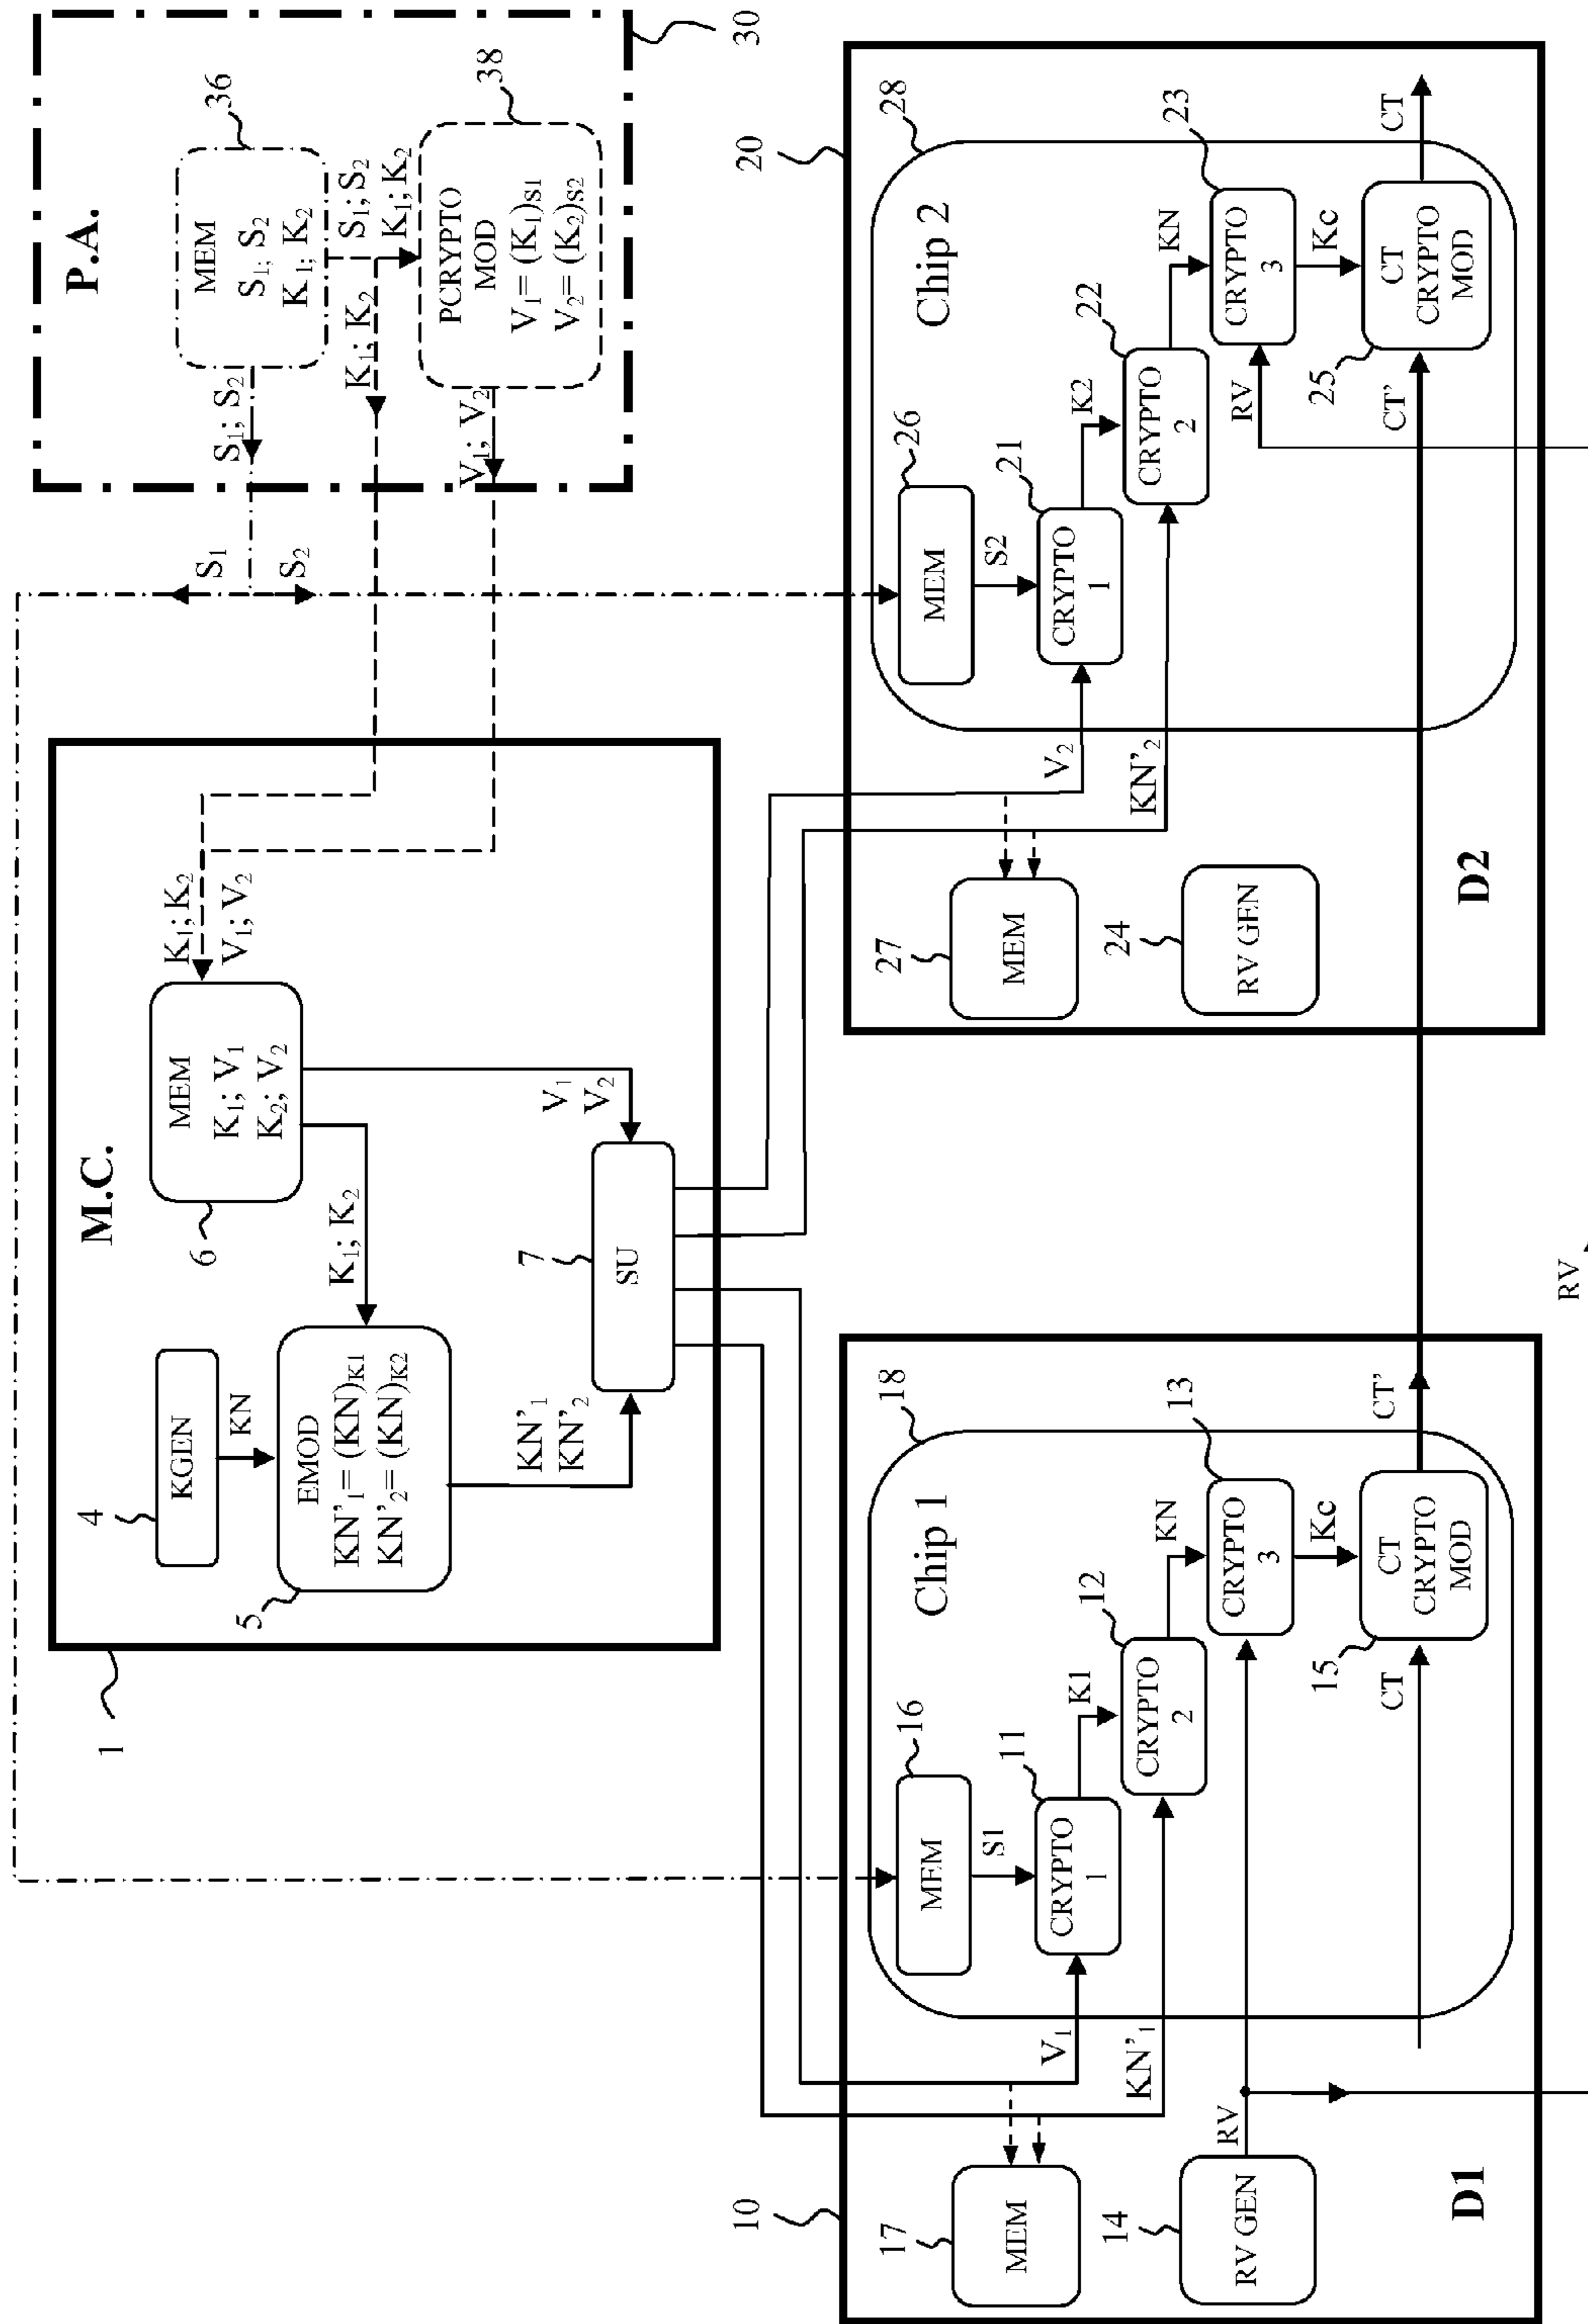 P.A.
30
MEM
S₁; S₂
K₁; K₂
36
S₁; S₂
S₁; S₂
K₁; K₂
K₁; K₂
PCRYPTO
MOD
V₁= (K₁)S1
V₂= (K₂)S2
38
V₁; V₂
S₁
S₂
M.C.
1
KGEN
4
KN
EMOD
KN'₁= (KN)K1
KN'₂= (KN)K2
5
MEM
K₁; V₁
K₂; V₂
6
K₁; K₂
V₁; V₂
K₁; K₂
V₁
V₂
KN'₁
KN'₂
SU
7
10
D1
MEM
17
RV GEN
14
RV
V₁
KN'₁
Chip 1
18
MEM
16
S1
CRYPTO
1
11
K1
CRYPTO
2
12
KN
CRYPTO
3
13
Kc
CT
CRYPTO
MOD
15
CT
CT'
RV
20
D2
MEM
27
RV GEN
24
V₂
KN'₂
Chip 2
28
MEM
26
S2
CRYPTO
1
21
K2
CRYPTO
2
22
KN
CRYPTO
3
23
RV
Kc
CT
CRYPTO
MOD
25
CT'
CT